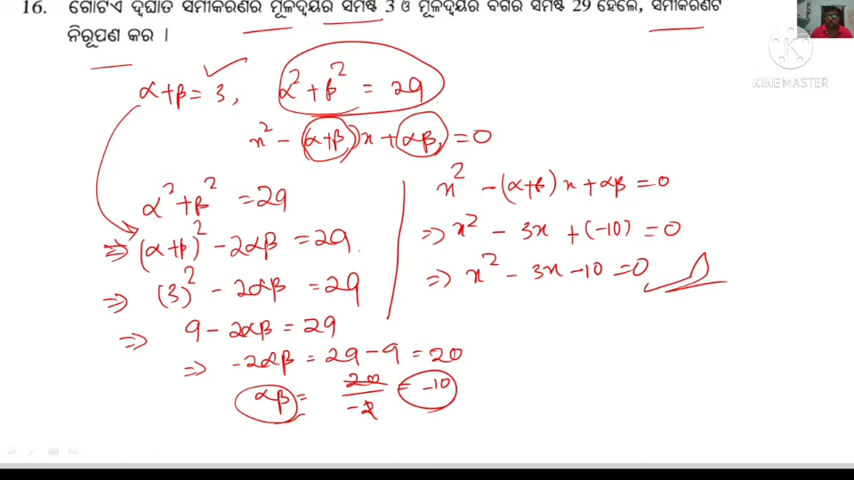 16. ଗୋଟିଏ ଦ୍ୱିଘାତ ସମୀକରଣର ମୂଳଦ୍ୱୟର ସମଷ୍ଟି 3 ଓ ମୂଳଦ୍ୱୟର ବର୍ଗର ସମଷ୍ଟି 29 ହେଲେ, ସମୀକରଣଟି
ନିରୂପଣ କର ।
KINEMASTER
α+β = 3, α² + β² = 29
x² - (α+β)x + αβ = 0
α² + β² = 29
⇒ (α+β)² - 2αβ = 29
⇒ (3)² - 2αβ = 29
⇒ 9 - 2αβ = 29
⇒ -2αβ = 29 - 9 = 20
αβ = 20/-2 = -10
x² - (α+β)x + αβ = 0
⇒ x² - 3x + (-10) = 0
⇒ x² - 3x - 10 = 0